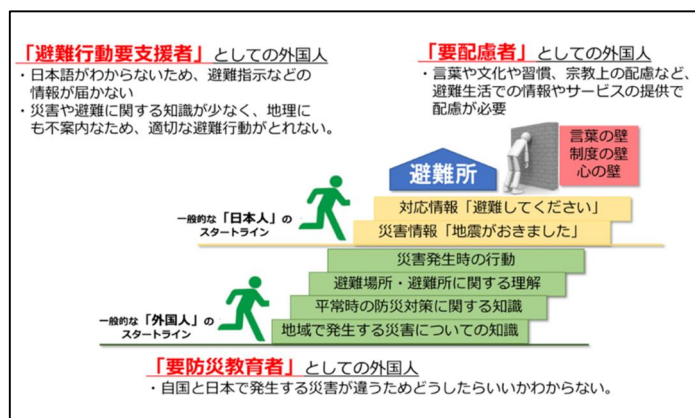 「避難行動要支援者」としての外国人
・日本語がわからないため、避難指示などの
情報が届かない
・災害や避難に関する知識が少なく、地理に
も不案内なため、適切な避難行動がとれない。
「要配慮者」としての外国人
・言葉や文化や習慣、宗教上の配慮など、
避難生活での情報やサービスの提供で
配慮が必要
言葉の壁
制度の壁
心の壁
避難所
一般的な「日本人」の
スタートライン
対応情報「避難してください」
災害情報「地震がおきました」
災害発生時の行動
避難場所・避難所に関する理解
平常時の防災対策に関する知識
地域で発生する災害についての知識
一般的な「外国人」の
スタートライン
「要防災教育者」としての外国人
・自国と日本で発生する災害が違うためどうしたらいいかわからない。